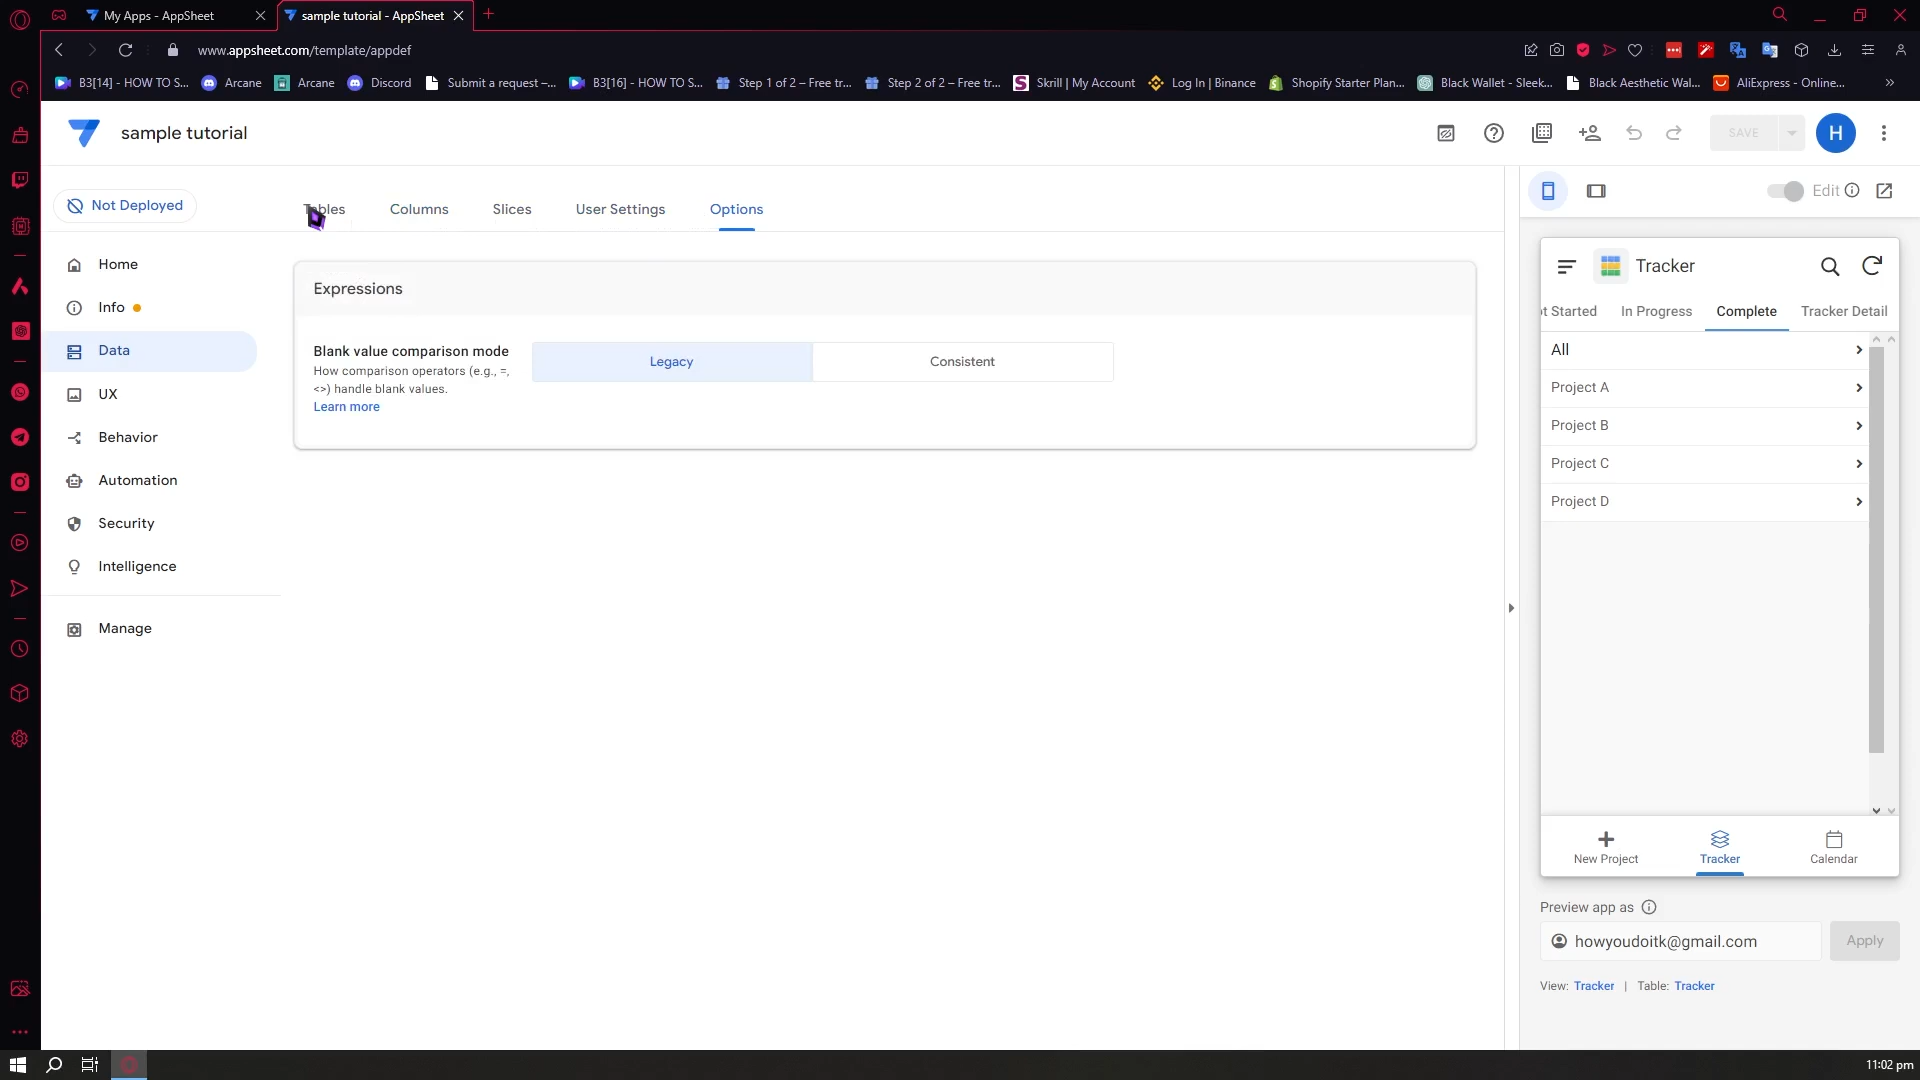 My Apps - AppSheet
sample tutorial - AppSheet
www.appsheet.com/template/appdef
B3[14] - HOW TO S...
Arcane
Arcane
Discord
Submit a request –...
B3[16] - HOW TO S...
Step 1 of 2 – Free tr...
Step 2 of 2 – Free tr...
Skrill | My Account
Log In | Binance
Shopify Starter Plan...
Black Wallet - Sleek...
Black Aesthetic Wal...
AliExpress - Online...
sample tutorial
SAVE
H
Not Deployed
Tables
Columns
Slices
User Settings
Options
Edit
Home
Info
Data
UX
Behavior
Automation
Security
Intelligence
Manage
Expressions
Blank value comparison mode
How comparison operators (e.g., =,
<>) handle blank values.
Learn more
Legacy
Consistent
Tracker
t Started
In Progress
Complete
Tracker Detail
All
Project A
Project B
Project C
Project D
New Project
Tracker
Calendar
Preview app as
howyoudoitk@gmail.com
Apply
View: Tracker | Table: Tracker
11:02 pm